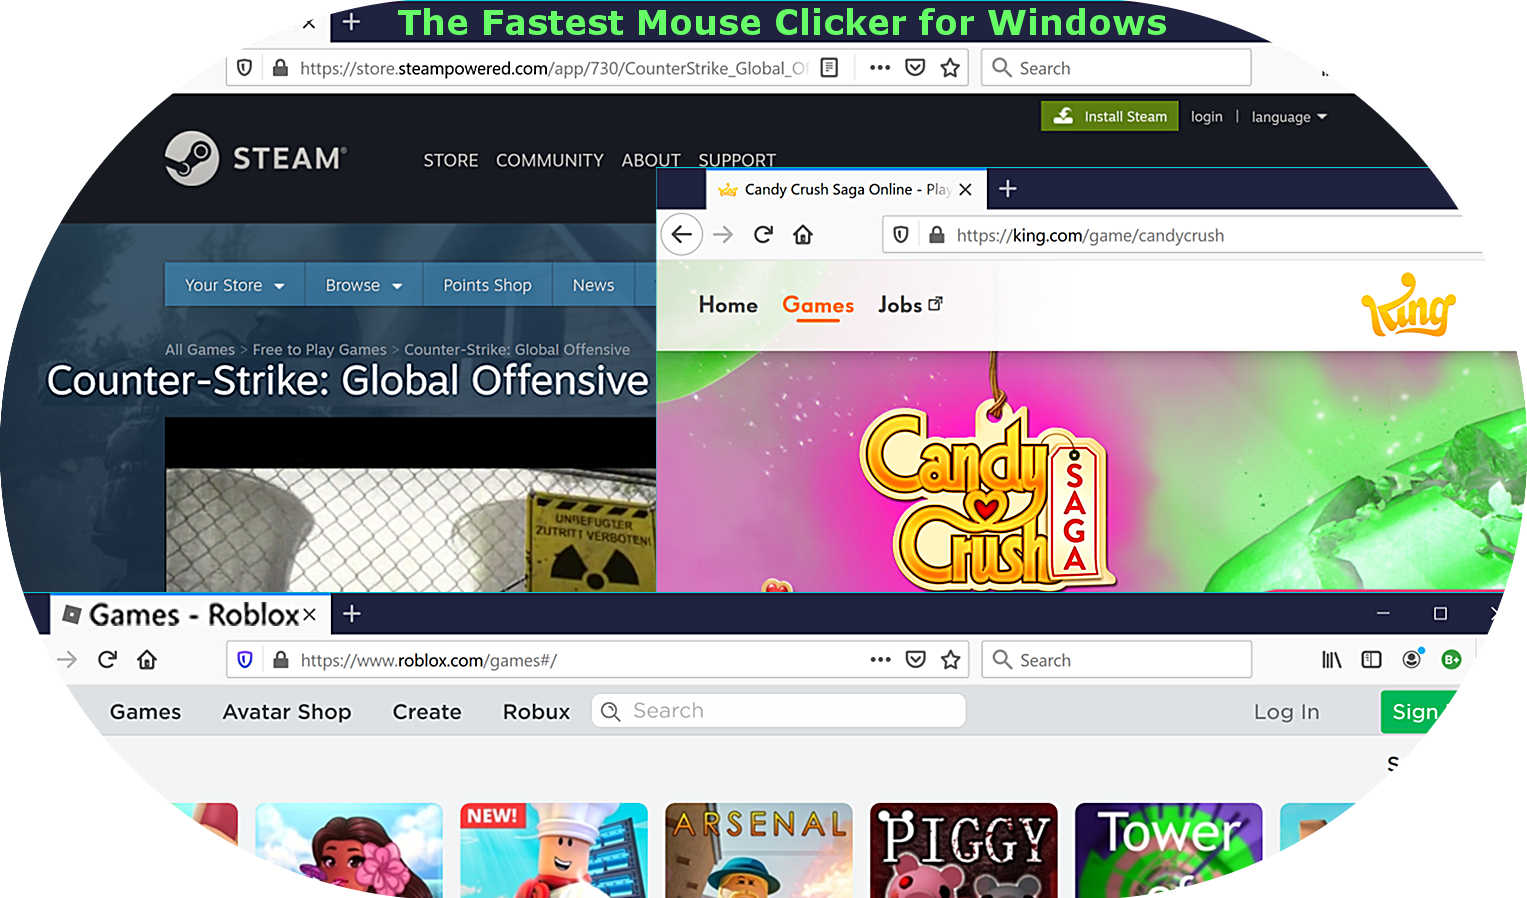 The Fastest Mouse Clicker for Windows
https://store.steampowered.com/app/730/CounterStrike_Global_O
Search
Install Steam login | language
STEAM®
STORE COMMUNITY ABOUT SUPPORT
Candy Crush Saga Online - Play
https://king.com/game/candycrush
Your Store Browse Points Shop News
Home Games Jobs
King
All Games > Free to Play Games > Counter-Strike: Global Offensive
Counter-Strike: Global Offensive
Candy
Crush
SAGA
UNBEFUGTER
ZUTRITT VERBOTEN!
Games - Roblox
https://www.roblox.com/games#/
Search
B+
Games Avatar Shop Create Robux Search Log In Sign
NEW!
ARSENAL
PIGGY
Tower
of